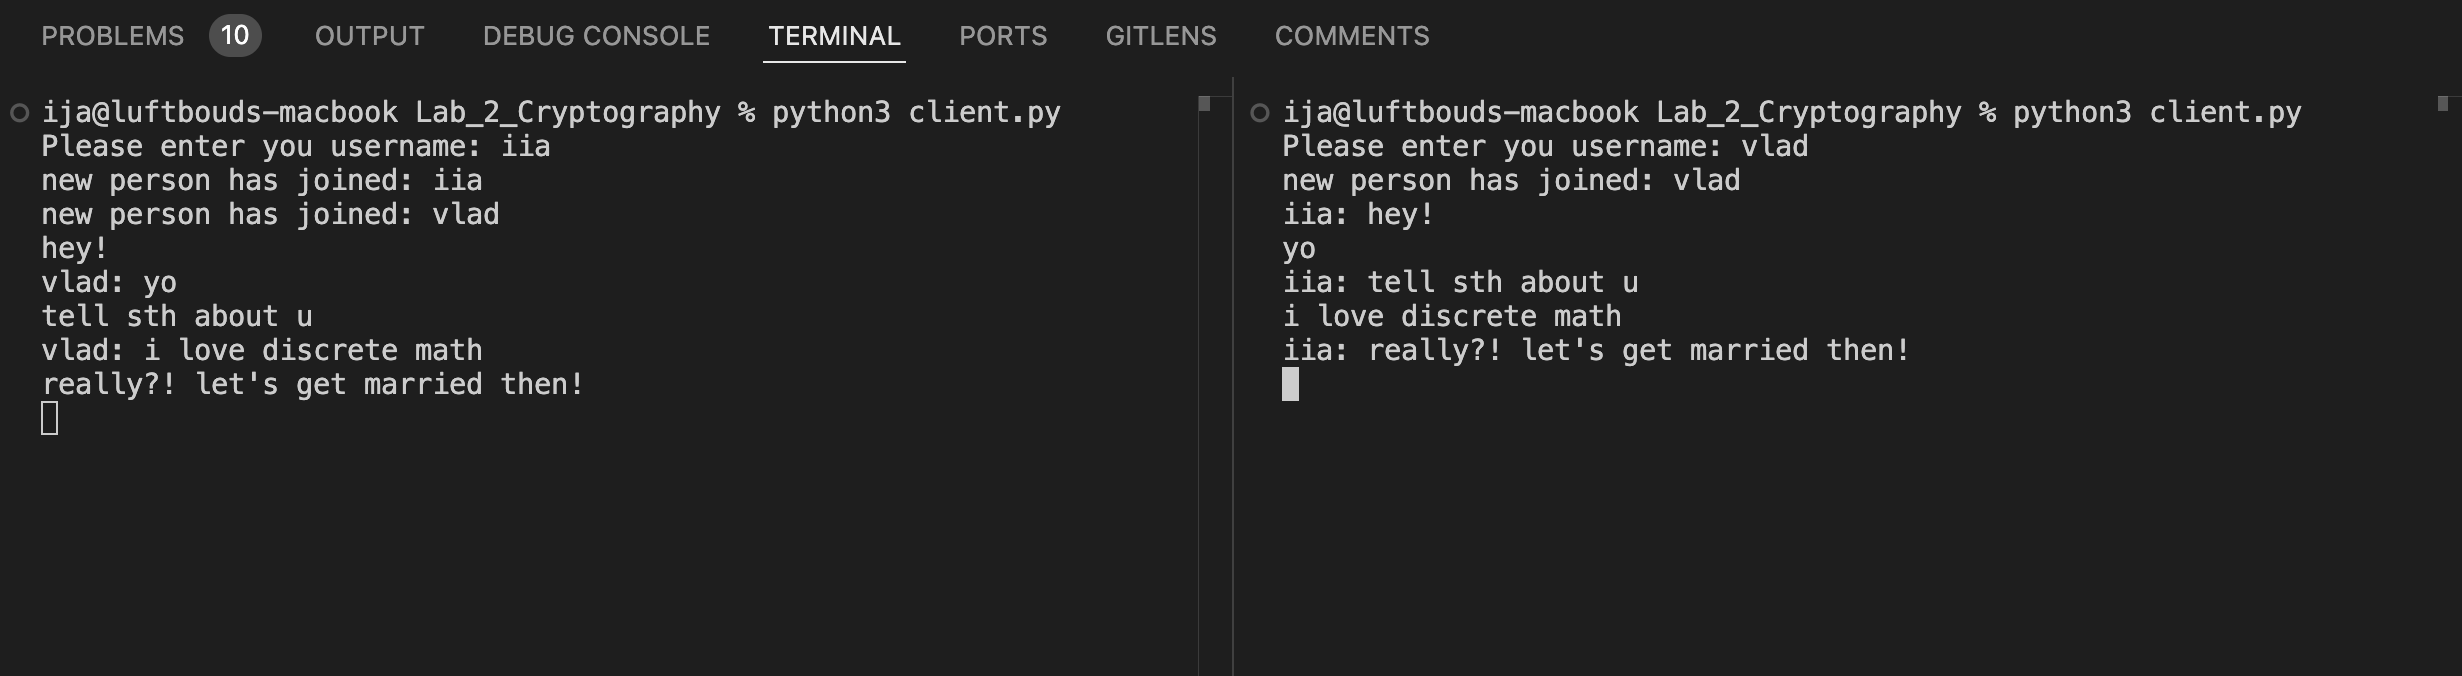 PROBLEMS 10 OUTPUT DEBUG CONSOLE TERMINAL PORTS GITLENS COMMENTS
ija@luftbouds-macbook Lab_2_Cryptography % python3 client.py
Please enter you username: iia
new person has joined: iia
new person has joined: vlad
hey!
vlad: yo
tell sth about u
vlad: i love discrete math
really?! let's get married then!
ija@luftbouds-macbook Lab_2_Cryptography % python3 client.py
Please enter you username: vlad
new person has joined: vlad
iia: hey!
yo
iia: tell sth about u
i love discrete math
iia: really?! let's get married then!